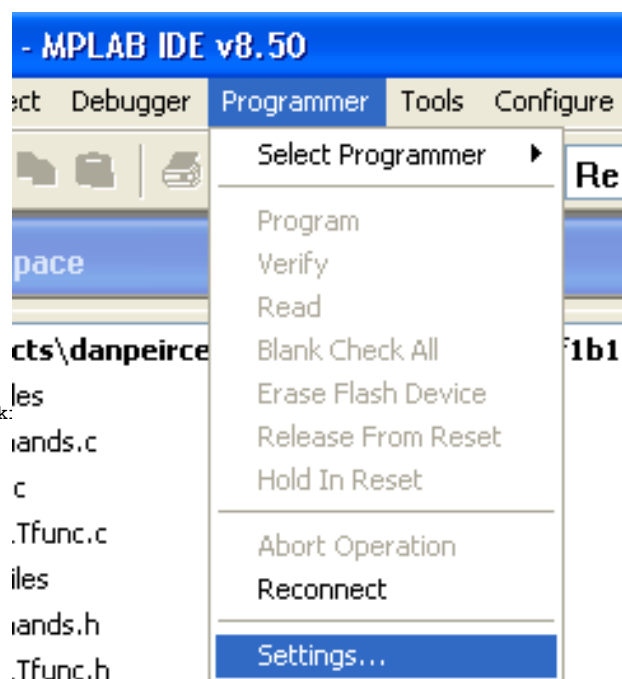 - MPLAB IDE v8.50
ect Debugger Programmer Tools Configure
Select Programmer
Re
Program
pace
Verify
Read
cts\danpeirce
Blank Check All
f1b1
les
Erase Flash Device
k:
ands.c
Release From Reset
c
Hold In Reset
.Tfunc.c
Abort Operation
iles
Reconnect
ands.h
Settings...
.Tfunc.h